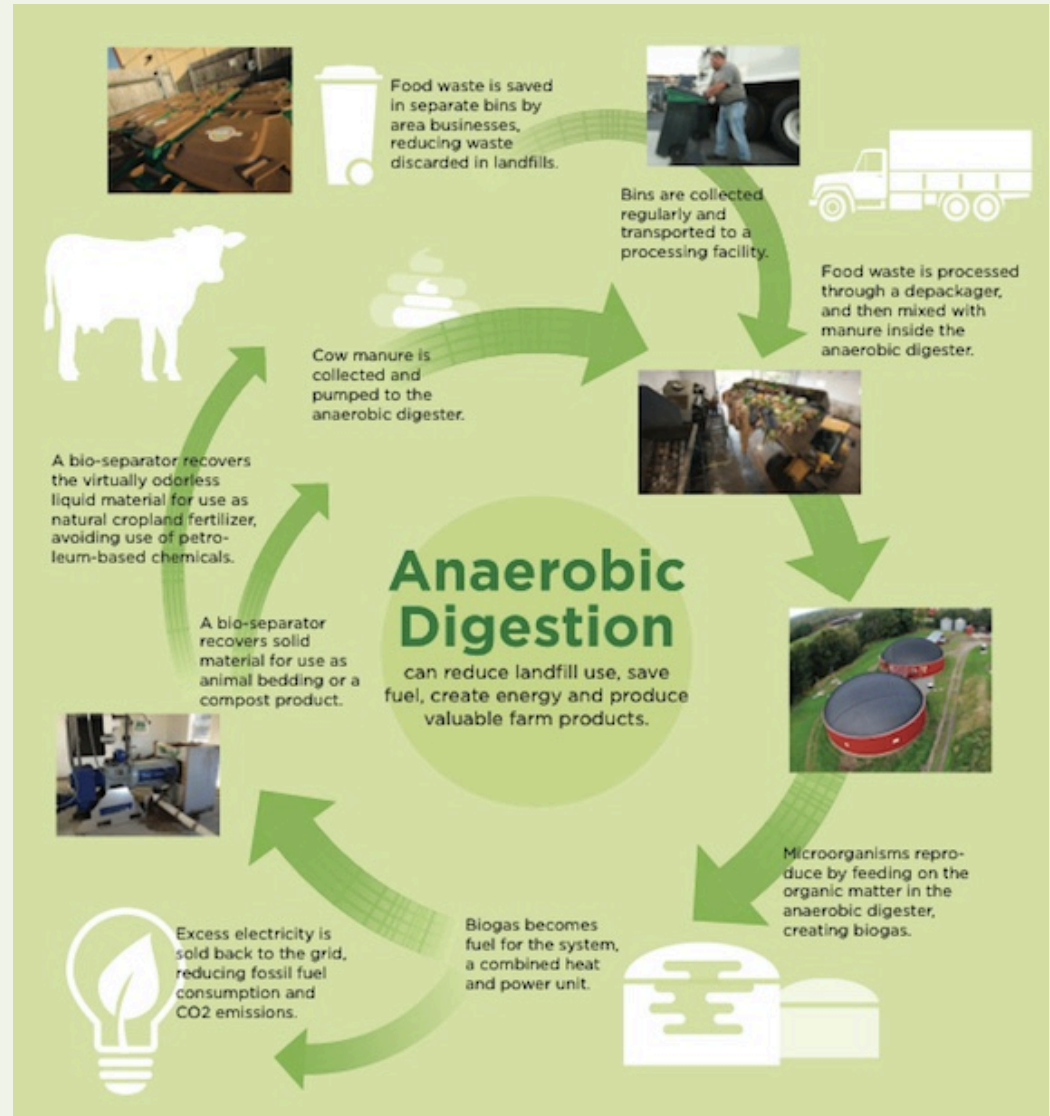 Food waste is saved
in separate bins by
area businesses,
reducing waste
discarded in landfills.
Bins are collected
regularly and
transported to a
processing facility.
Food waste is processed
through a depackager,
and then mixed with
manure inside the
anaerobic digester.
Cow manure is
collected and
pumped to the
anaerobic digester.
A bio-separator recovers
the virtually odorless
liquid material for use as
natural cropland fertilizer,
avoiding use of petro-
leum-based chemicals.
A bio-separator
recovers solid
material for use as
animal bedding or a
compost product.
Anaerobic
Digestion
can reduce landfill use, save
fuel, create energy and produce
valuable farm products.
Microorganisms repro-
duce by feeding on the
organic matter in the
anaerobic digester,
creating biogas.
Biogas becomes
fuel for the system,
a combined heat
and power unit.
Excess electricity is
sold back to the grid,
reducing fossil fuel
consumption and
CO2 emissions.